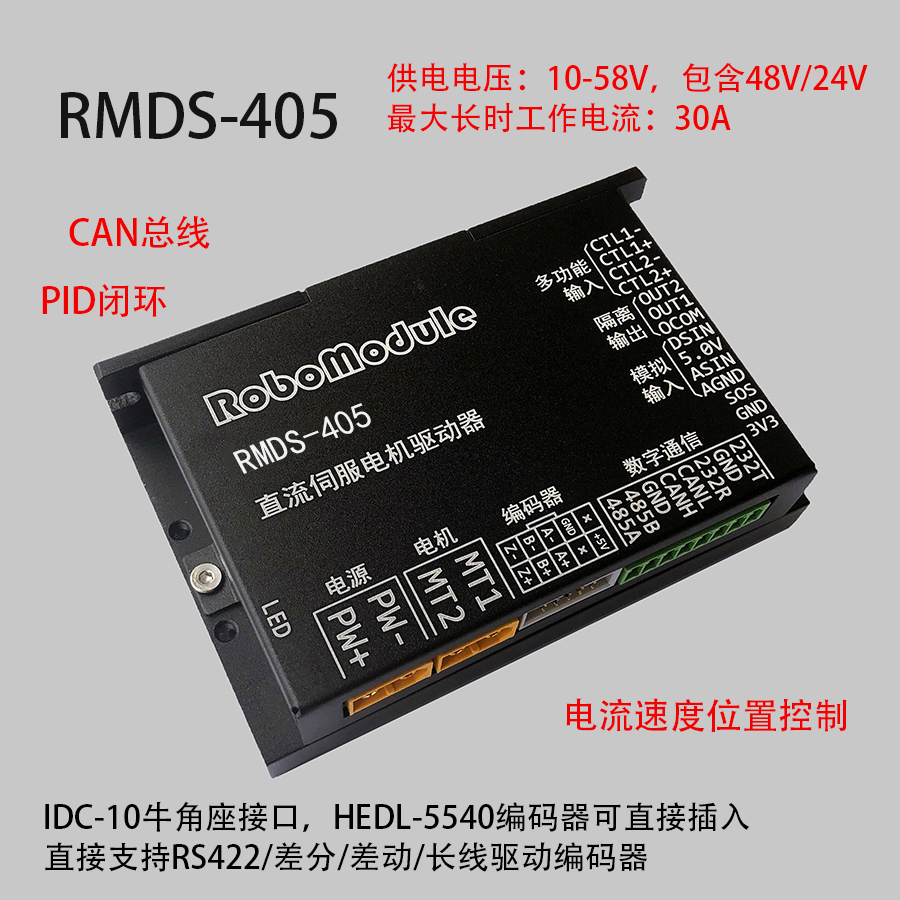 RMDS-405
供电电压：10-58V，包含48V/24V
最大长时工作电流：30A
CAN总线
PID闭环
RoboModule
RMDS-405
直流伺服电机驱动器
多功能
输入
CTL1-
CTL1+
CTL2-
CTL2+
隔离
输出
OUT2
OUT1
OCOM
模拟
输入
DSIN
5.0V
ASIN
AGND
SOS
GND
3V3
数字通信
232T
GND
232R
CANL
CANH
GND
485B
485A
编码器
Z- B- A- GND x
Z+ B+ A+ x +5V
电机
MT1
MT2
电源
PW-
PW+
LED
电流速度位置控制
IDC-10牛角座接口，HEDL-5540编码器可直接插入
直接支持RS422/差分/差动/长线驱动编码器